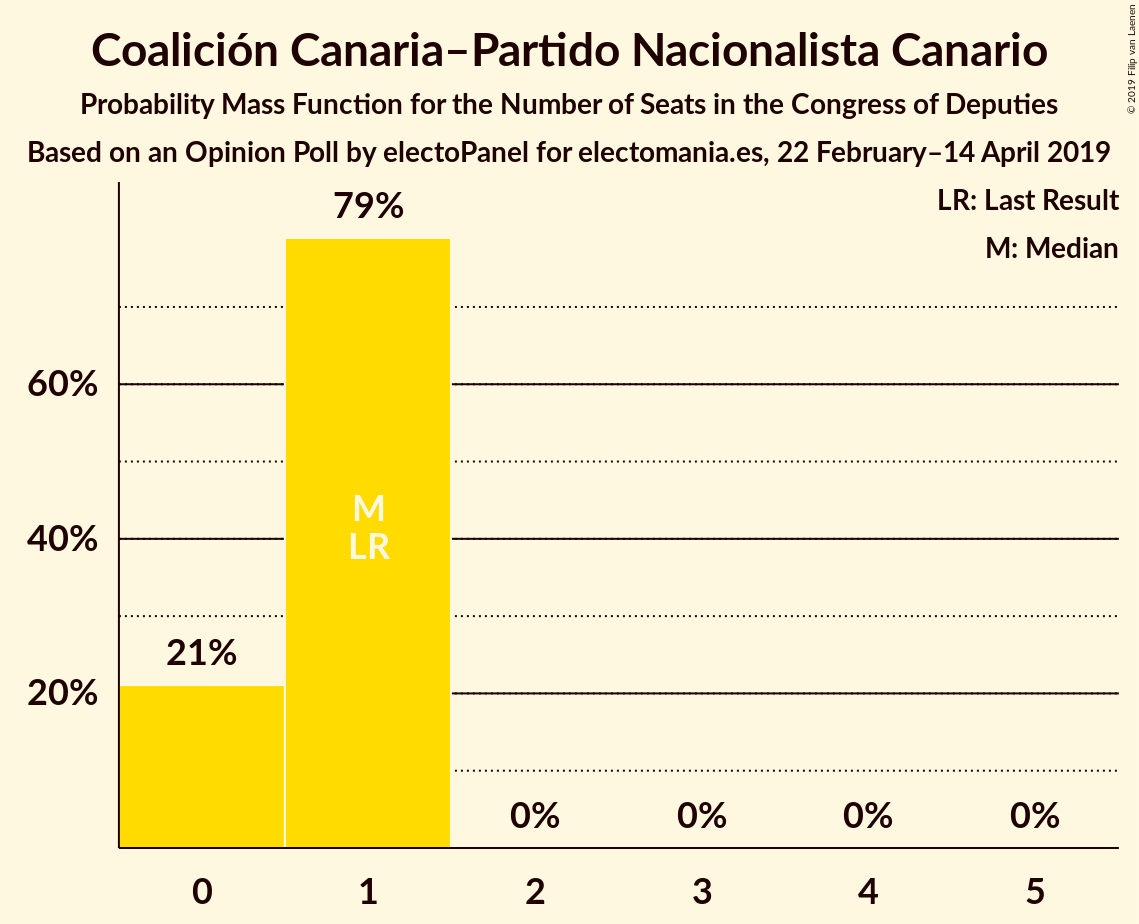 Coalición Canaria–Partido Nacionalista Canario
Probability Mass Function for the Number of Seats in the Congress of Deputies
Based on an Opinion Poll by electoPanel for electomania.es, 22 February–14 April 2019
© 2019 Filip van Laenen
LR: Last Result
M: Median
79%
60%
M
LR
40%
21%
20%
0% 0% 0% 0%
0 1 2 3 4 5